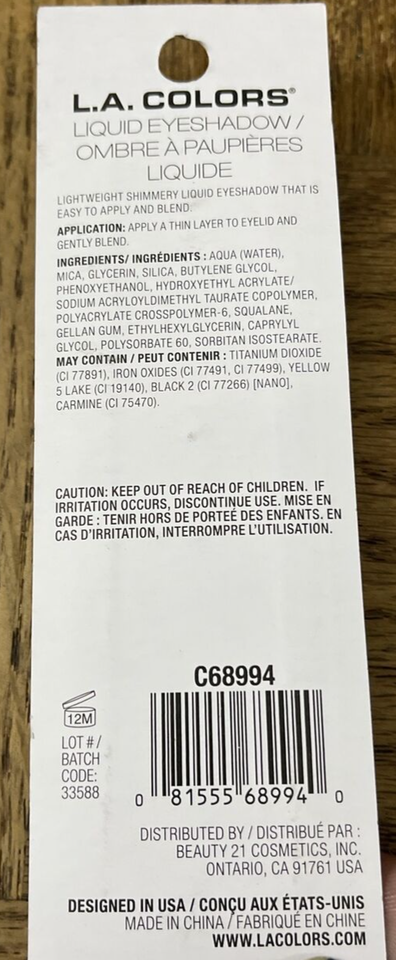 L.A. COLORS®
LIQUID EYESHADOW /
OMBRE À PAUPIÈRES
LIQUIDE
LIGHTWEIGHT SHIMMERY LIQUID EYESHADOW THAT IS
EASY TO APPLY AND BLEND.
APPLICATION: APPLY A THIN LAYER TO EYELID AND
GENTLY BLEND.
INGREDIENTS/ INGRÉDIENTS : AQUA (WATER),
MICA, GLYCERIN, SILICA, BUTYLENE GLYCOL,
PHENOXYETHANOL, HYDROXYETHYL ACRYLATE/
SODIUM ACRYLOYLDIMETHYL TAURATE COPOLYMER,
POLYACRYLATE CROSSPOLYMER-6, SQUALANE,
GELLAN GUM, ETHYLHEXYLGLYCERIN, CAPRYLYL
GLYCOL, POLYSORBATE 60, SORBITAN ISOSTEARATE.
MAY CONTAIN / PEUT CONTENIR : TITANIUM DIOXIDE
(CI 77891), IRON OXIDES (CI 77491, CI 77499), YELLOW
5 LAKE (CI 19140), BLACK 2 (CI 77266) [NANO],
CARMINE (CI 75470).
CAUTION: KEEP OUT OF REACH OF CHILDREN. IF
IRRITATION OCCURS, DISCONTINUE USE. MISE EN
GARDE : TENIR HORS DE PORTEÉ DES ENFANTS. EN
CAS D'IRRITATION, INTERROMPRE L'UTILISATION.
C68994
12M
LOT # /
BATCH
CODE:
33588
0 81555 68994 0
DISTRIBUTED BY / DISTRIBUÉ PAR :
BEAUTY 21 COSMETICS, INC.
ONTARIO, CA 91761 USA
DESIGNED IN USA / CONÇU AUX ÉTATS-UNIS
MADE IN CHINA / FABRIQUÉ EN CHINE
WWW.LACOLORS.COM